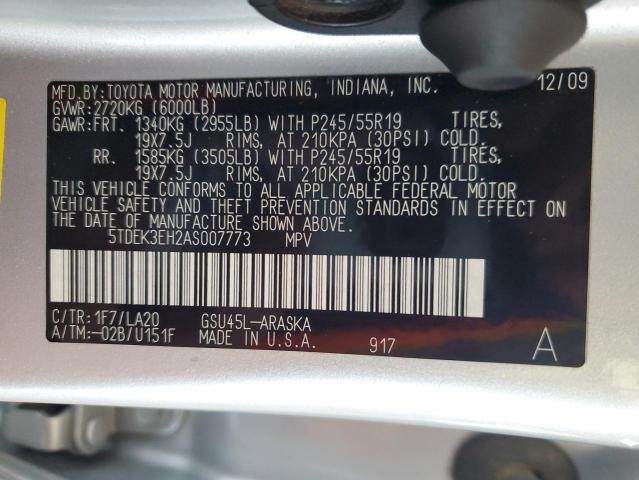 MFD.BY:TOYOTA MOTOR MANUFACTURING, INDIANA, INC. 12/09
GVWR:2720KG (6000LB)
GAWR:FRT. 1340KG (2955LB) WITH P245/55R19 TIRES,
19X7.5J RIMS, AT 210KPA (30PSI) COLD.
RR. 1585KG (3505LB) WITH P245/55R19 TIRES,
19X7.5J RIMS, AT 210KPA (30PSI) COLD.
THIS VEHICLE CONFORMS TO ALL APPLICABLE FEDERAL MOTOR
VEHICLE SAFETY AND THEFT PREVENTION STANDARDS IN EFFECT ON
THE DATE OF MANUFACTURE SHOWN ABOVE.
5TDEK3EH2AS007773 MPV
C/TR:1F7/LA20 GSU45L-ARASKA
A/TM:-02B/U151F MADE IN U.S.A. 917 A